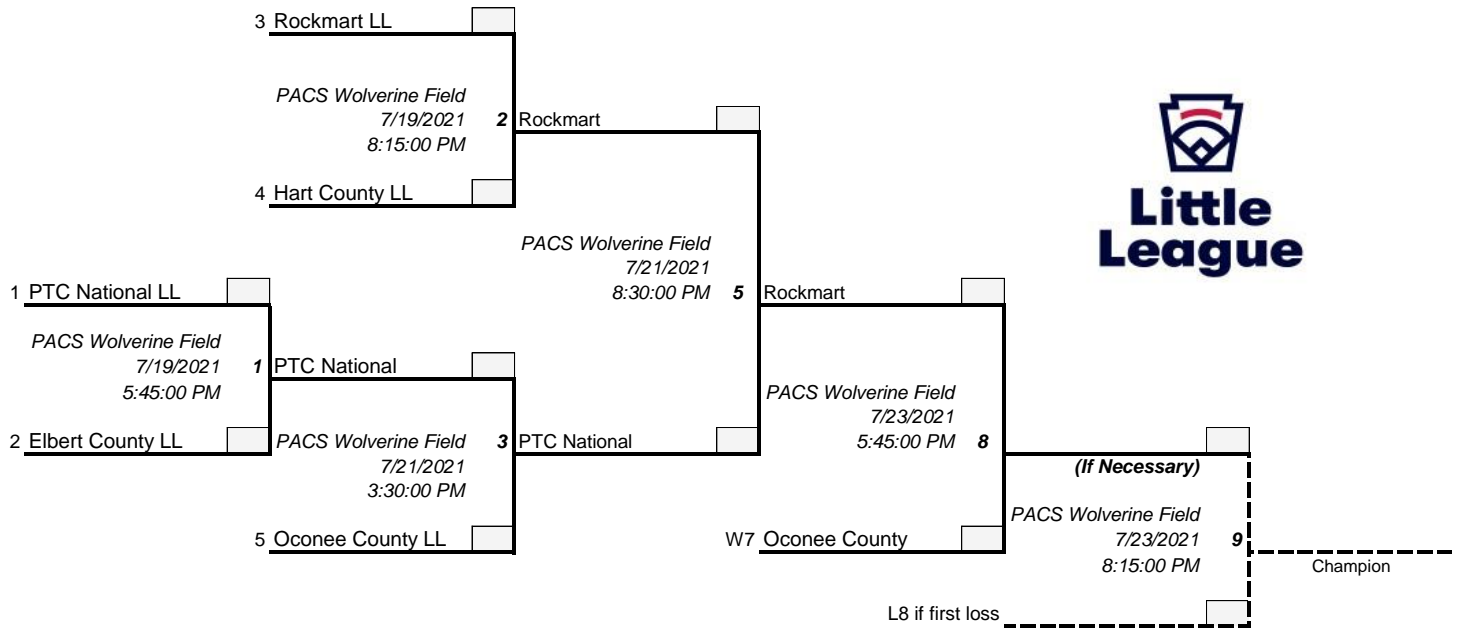 3 Rockmart LL
PACS Wolverine Field
7/19/2021 2 Rockmart
8:15:00 PM
4 Hart County LL
Little
League
PACS Wolverine Field
7/21/2021
8:30:00 PM 5 Rockmart
1 PTC National LL
PACS Wolverine Field
7/19/2021 1 PTC National
5:45:00 PM
2 Elbert County LL
PACS Wolverine Field 3 PTC National
7/21/2021
3:30:00 PM
5 Oconee County LL
PACS Wolverine Field
7/23/2021
5:45:00 PM 8
W7 Oconee County
(If Necessary)
PACS Wolverine Field
7/23/2021 9
8:15:00 PM
Champion
L8 if first loss